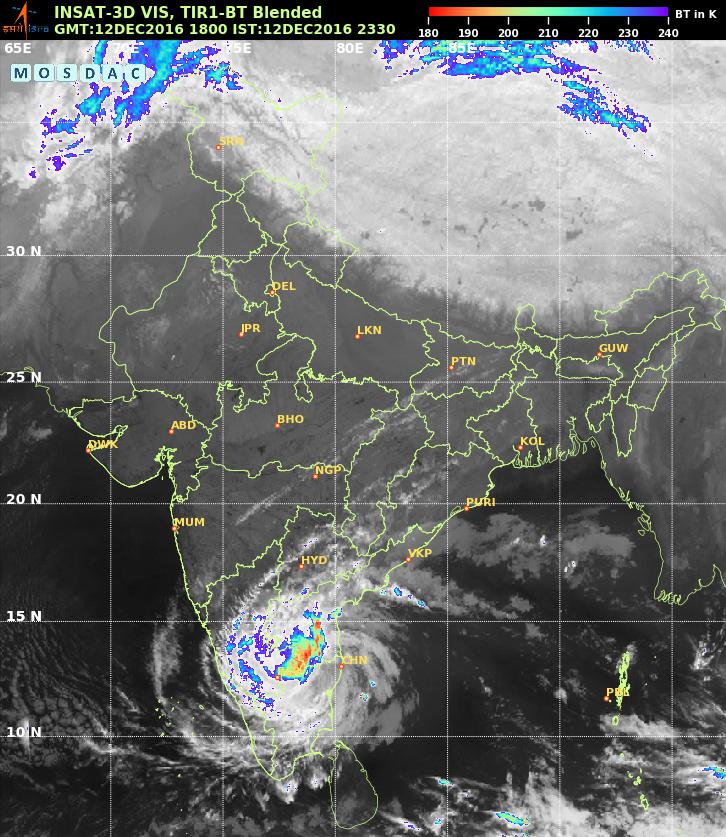 INSAT-3D VIS, TIR1-BT Blended
GMT:12DEC2016 1800 IST:12DEC2016 2330
BT in K
180 190 200 210 220 230 240
65E 75E 80E 85E
MOSDAC
SRN
30 N
DEL
JPR LKN
GUW
PTN
25 N
BHO
ABD
KOL
DWK
NGP
20 N
PURI
MUM
VKP
HYD
15 N
CHN
10 N